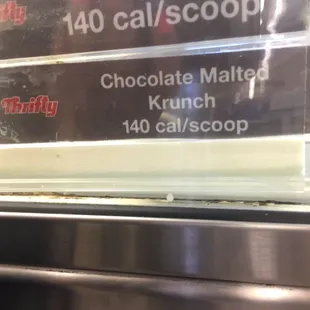 140 cal/scoop
Chocolate Malted
Thrifty
Krunch
140 cal/scoop